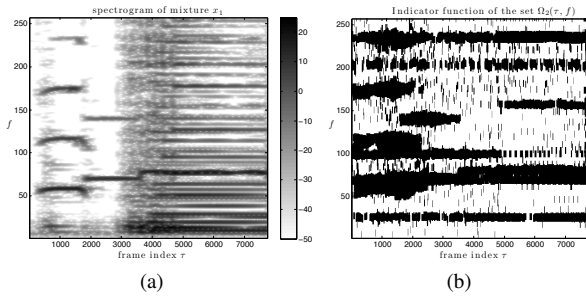 spectrogram of mixture x₁
250
200
150
f
100
50
1000 2000 3000 4000 5000 6000 7000
frame index τ
20
10
0
−10
−20
−30
−40
−50
(a)
Indicator function of the set Ω₂(τ, f)
250
200
150
f
100
50
1000 2000 3000 4000 5000 6000 7000
frame index τ
(b)